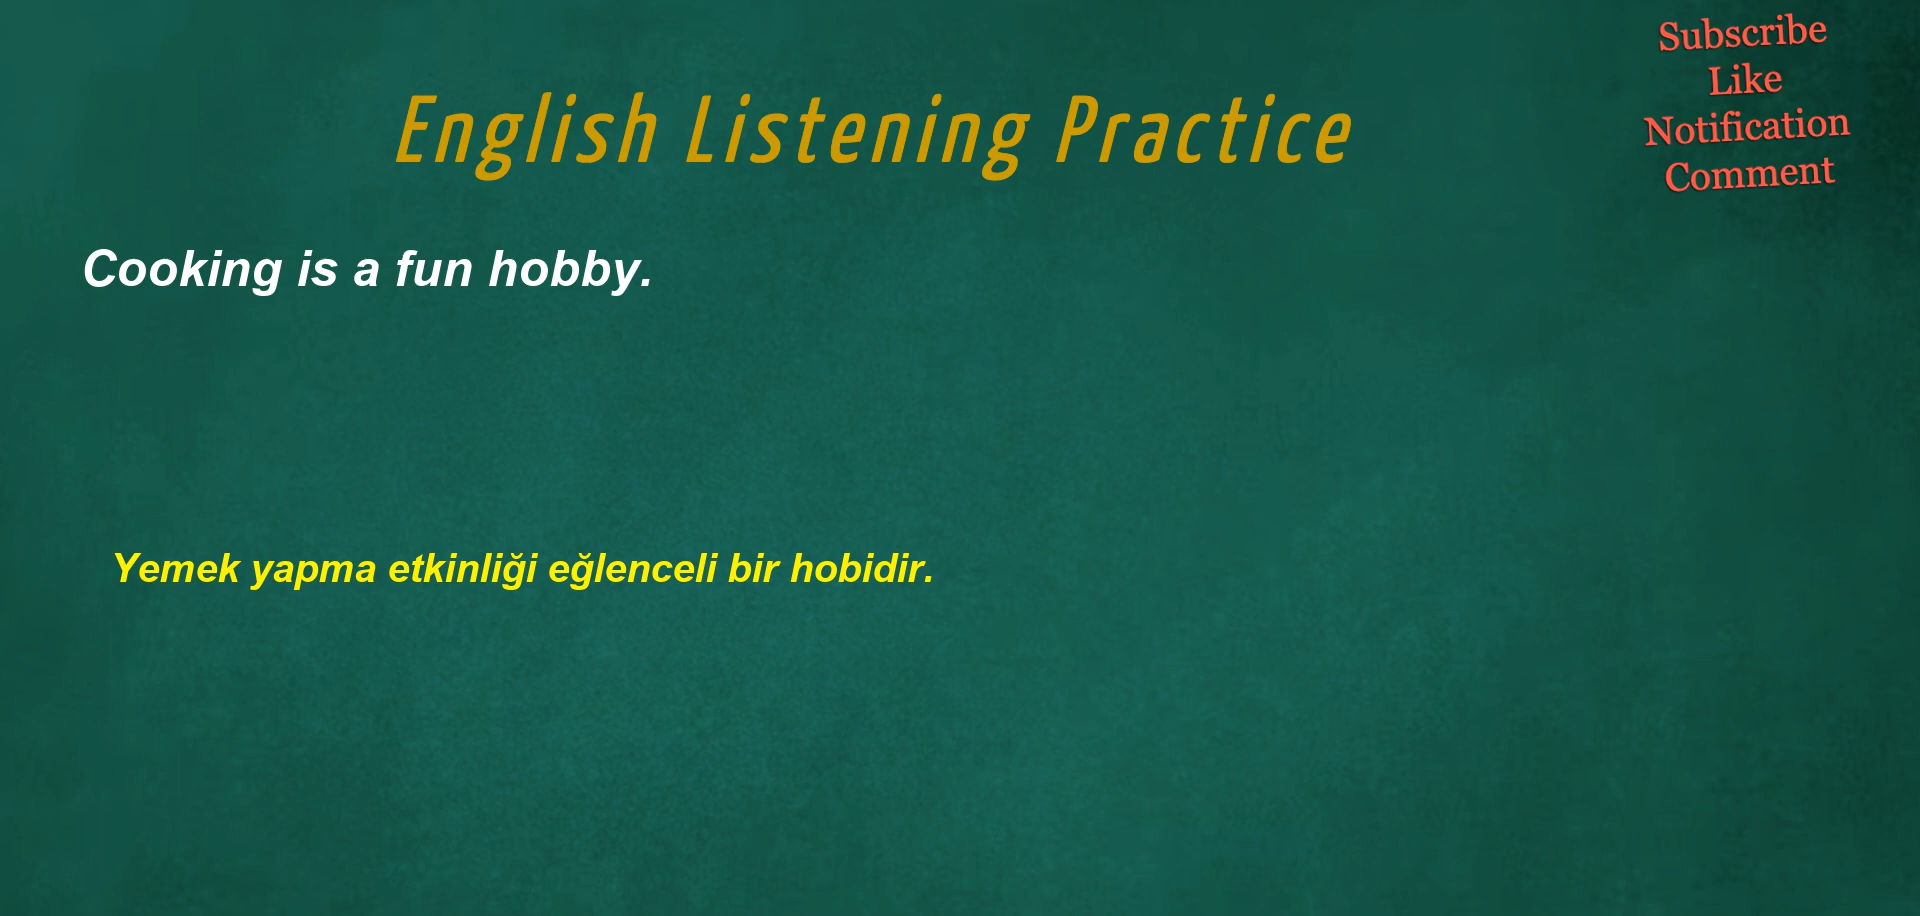 English Listening Practice
Subscribe
Like
Notification
Comment
Cooking is a fun hobby.
Yemek yapma etkinliği eğlenceli bir hobidir.